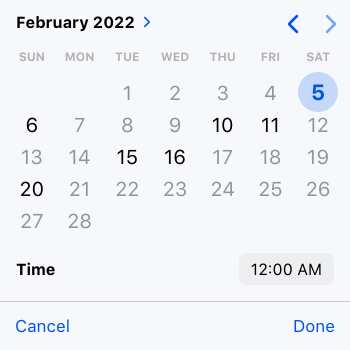 February 2022
SUN MON TUE WED THU FRI SAT
1 2 3 4 5
6 7 8 9 10 11 12
13 14 15 16 17 18 19
20 21 22 23 24 25 26
27 28
Time 12:00 AM
Cancel Done